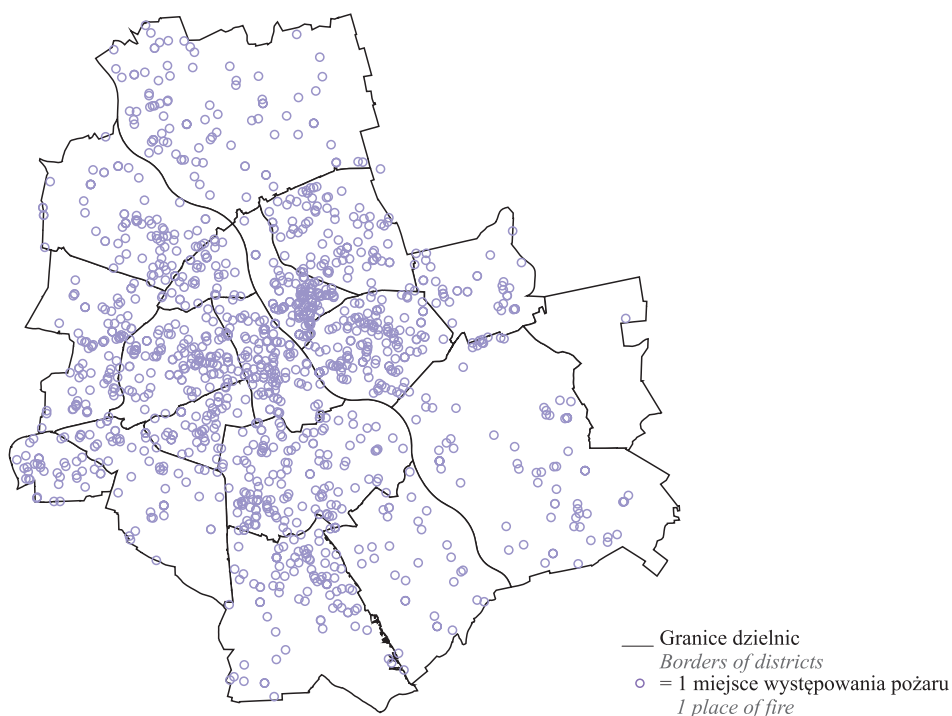 Granice dzielnic
Borders of districts
= 1 miejsce występowania pożaru
1 place of fire